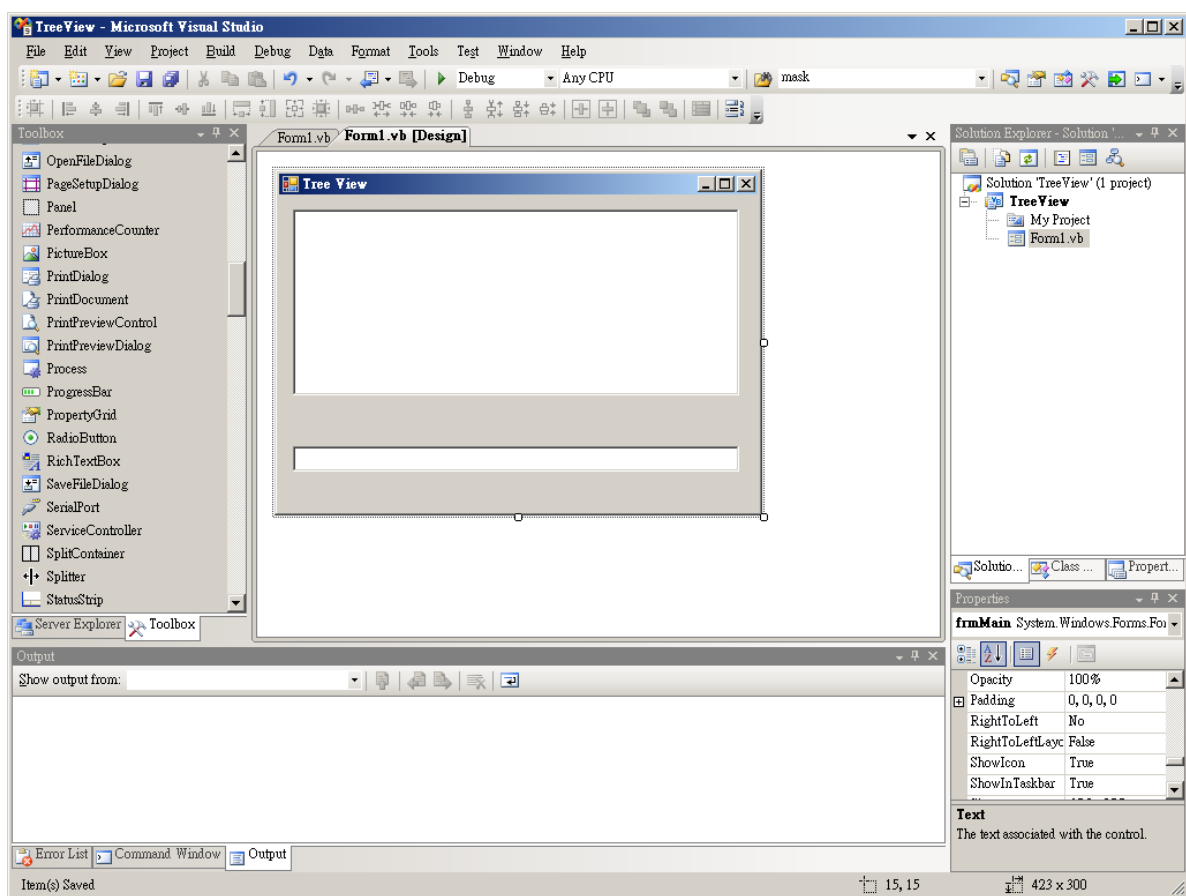 TreeView - Microsoft Visual Studio
File Edit View Project Build Debug Data Format Tools Test Window Help
Debug Any CPU mask
Toolbox
OpenFileDialog
PageSetupDialog
Panel
PerformanceCounter
PictureBox
PrintDialog
PrintDocument
PrintPreviewControl
PrintPreviewDialog
Process
ProgressBar
PropertyGrid
RadioButton
RichTextBox
SaveFileDialog
SerialPort
ServiceController
SplitContainer
Splitter
StatusStrip
Server Explorer Toolbox
Form1.vb Form1.vb [Design]
Tree View
Solution Explorer - Solution '...
Solution 'TreeView' (1 project)
TreeView
My Project
Form1.vb
Solutio... Class ... Propert...
Properties
frmMain System.Windows.Forms.For
Opacity 100%
Padding 0, 0, 0, 0
RightToLeft No
RightToLeftLayc False
ShowIcon True
ShowInTaskbar True
Text
The text associated with the control.
Output
Show output from:
Error List Command Window Output
Item(s) Saved 15, 15 423 x 300